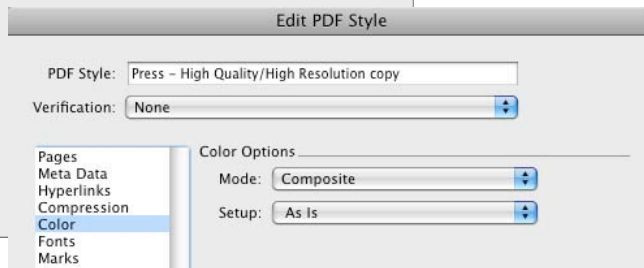 Edit PDF Style
PDF Style: Press - High Quality/High Resolution copy
Verification: None
Pages
Meta Data
Hyperlinks
Compression
Color
Fonts
Marks
Color Options
Mode: Composite
Setup: As Is